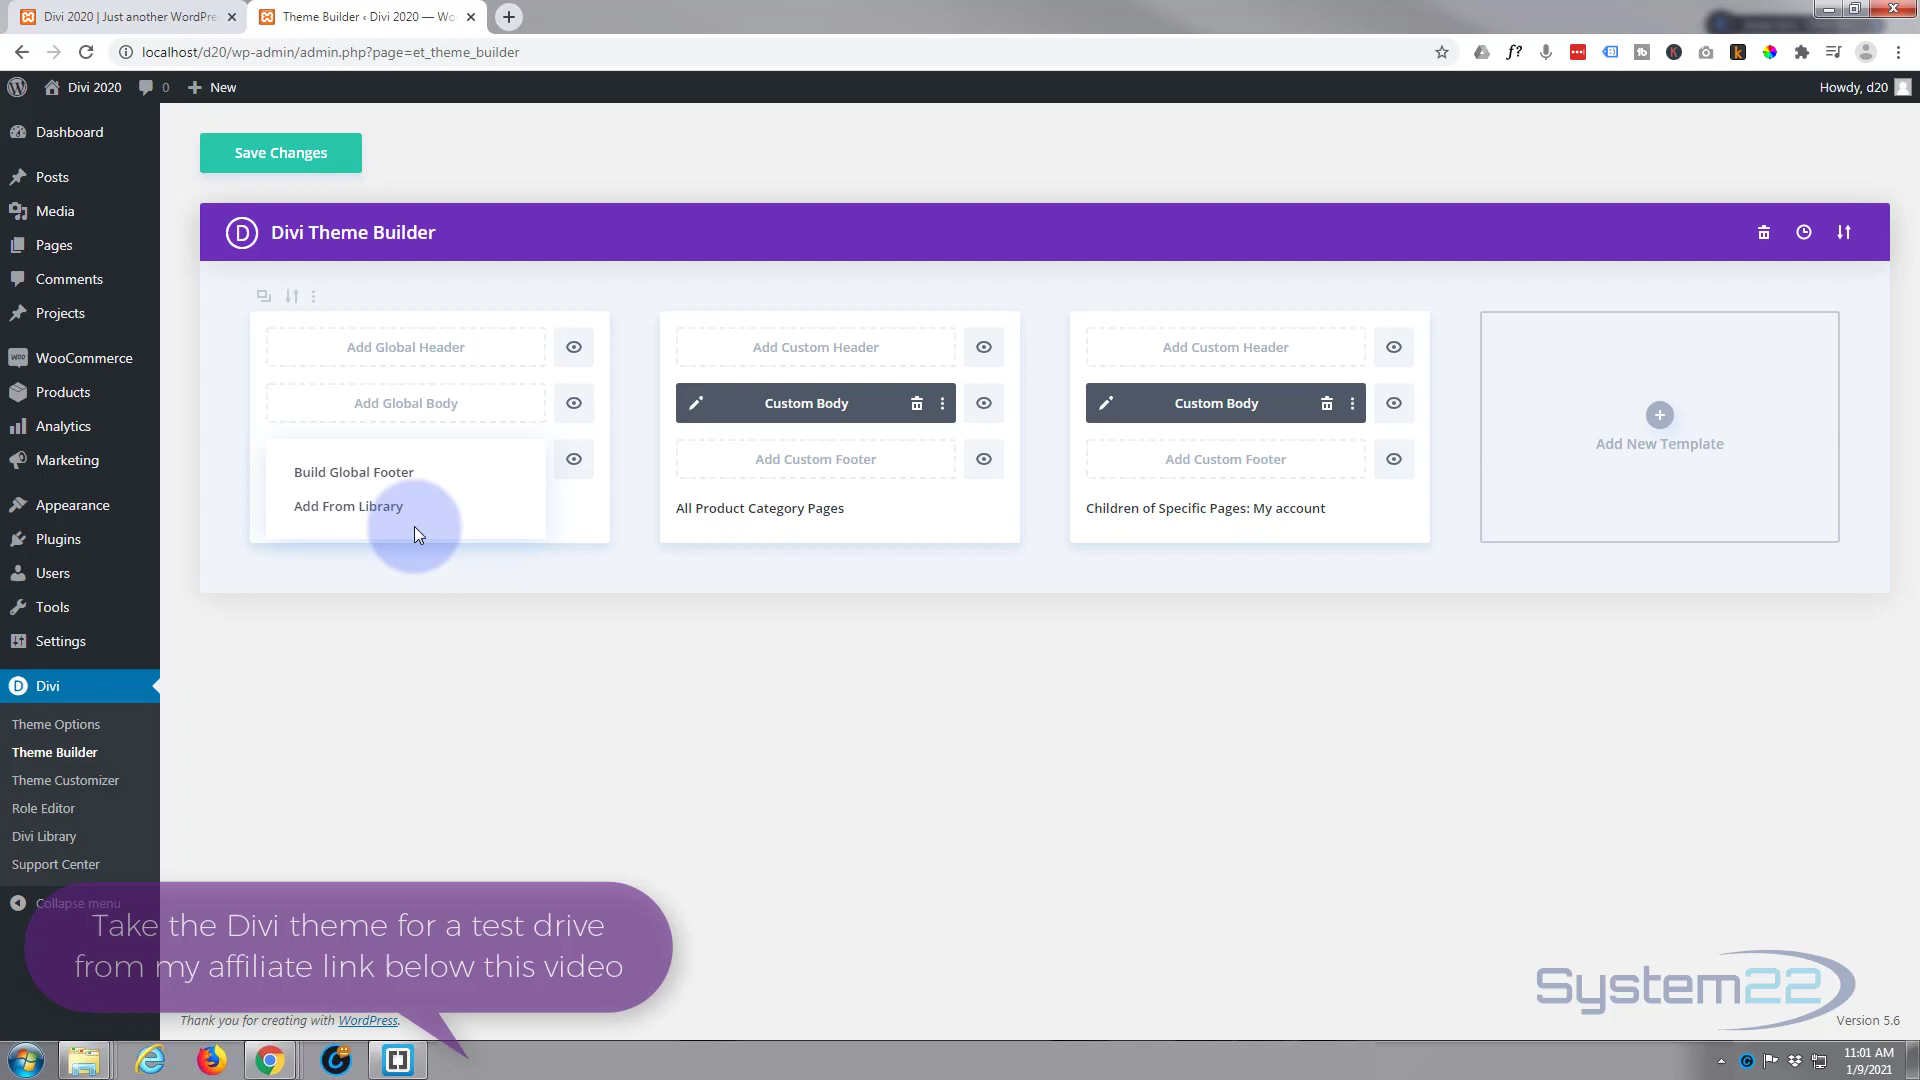 Divi 2020 | Just another WordPre
Theme Builder ‹ Divi 2020 — Wo
localhost/d20/wp-admin/admin.php?page=et_theme_builder
Divi 2020
0
New
Howdy, d20
Dashboard
Posts
Media
Pages
Comments
Projects
WooCommerce
Products
Analytics
Marketing
Appearance
Plugins
Users
Tools
Settings
Divi
Theme Options
Theme Builder
Theme Customizer
Role Editor
Divi Library
Support Center
Collapse menu
Save Changes
Divi Theme Builder
Add Global Header
Add Global Body
Build Global Footer
Add From Library
Add Custom Header
Custom Body
Add Custom Footer
All Product Category Pages
Add Custom Header
Custom Body
Add Custom Footer
Children of Specific Pages: My account
Add New Template
Take the Divi theme for a test drive
from my affiliate link below this video
Thank you for creating with WordPress.
System22
Version 5.6
11:01 AM
1/9/2021